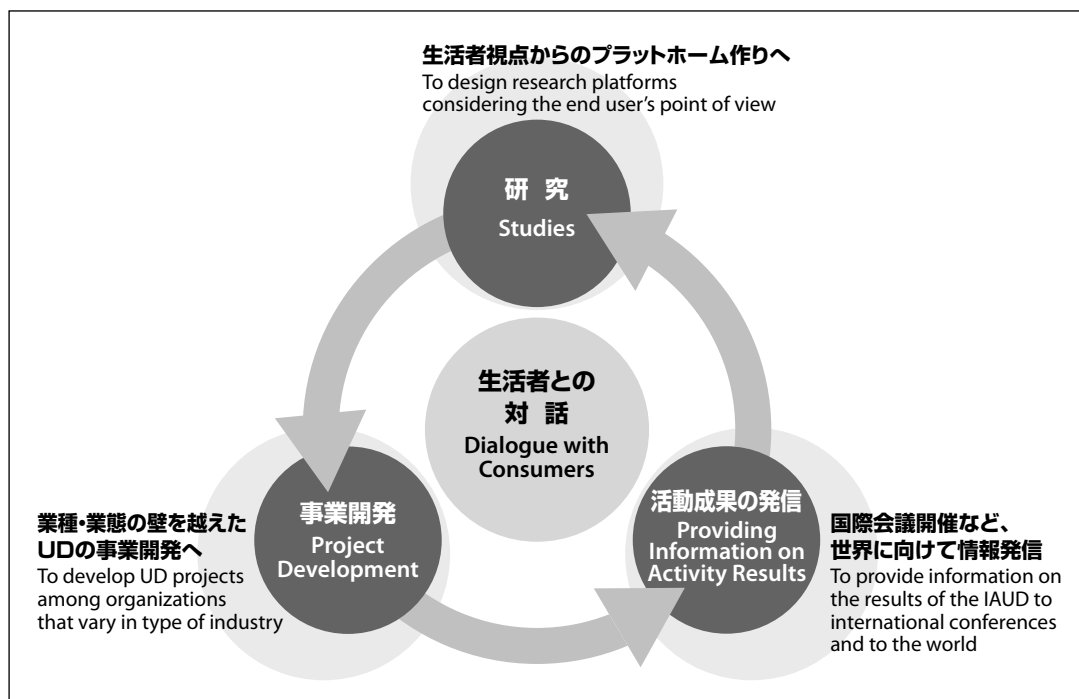 生活者視点からのプラットホーム作りへ
To design research platforms
considering the end user's point of view
研 究
Studies
生活者との
対 話
Dialogue with
Consumers
事業開発
Project
Development
業種・業態の壁を越えた
UDの事業開発へ
To develop UD projects
among organizations
that vary in type of industry
活動成果の発信
Providing
Information on
Activity Results
国際会議開催など、
世界に向けて情報発信
To provide information on
the results of the IAUD to
international conferences
and to the world